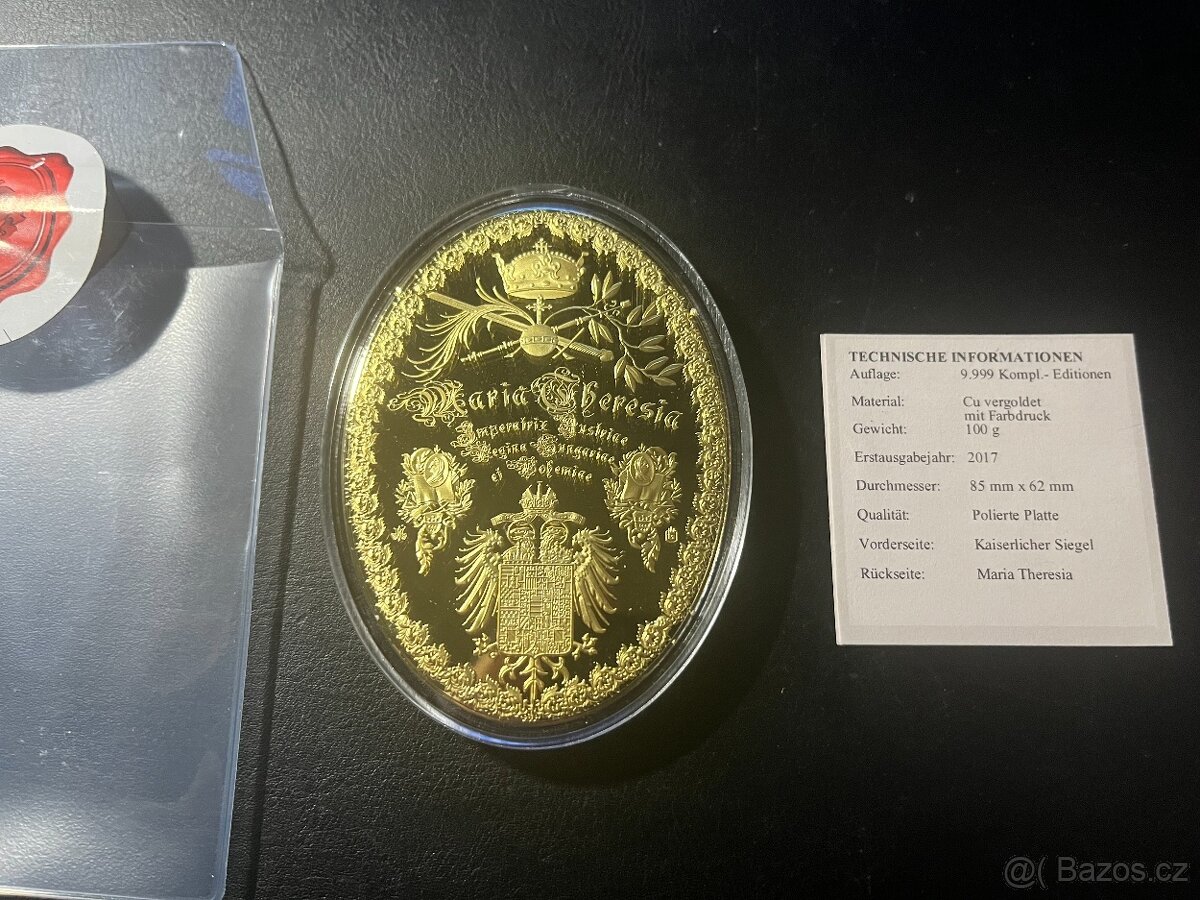 Maria Theresia
Imperatrix Austriae
Regina Hungariae
et Bohemiae
TECHNISCHE INFORMATIONEN
Auflage: 9.999 Kompl.- Editionen
Material: Cu vergoldet
mit Farbdruck
Gewicht: 100 g
Erstausgabejahr: 2017
Durchmesser: 85 mm x 62 mm
Qualität: Polierte Platte
Vorderseite: Kaiserlicher Siegel
Rückseite: Maria Theresia
@( Bazos.cz